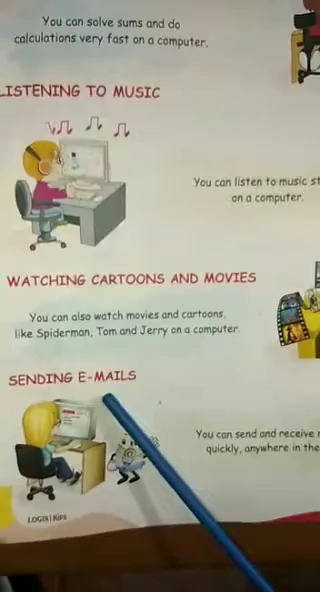 You can solve sums and do
calculations very fast on a computer.
LISTENING TO MUSIC
You can listen to music
on a computer.
WATCHING CARTOONS AND MOVIES
You can also watch movies and cartoons,
like Spiderman, Tom and Jerry on a computer.
SENDING E-MAILS
You can send and receive
quickly, anywhere in the
LOGIX Kids